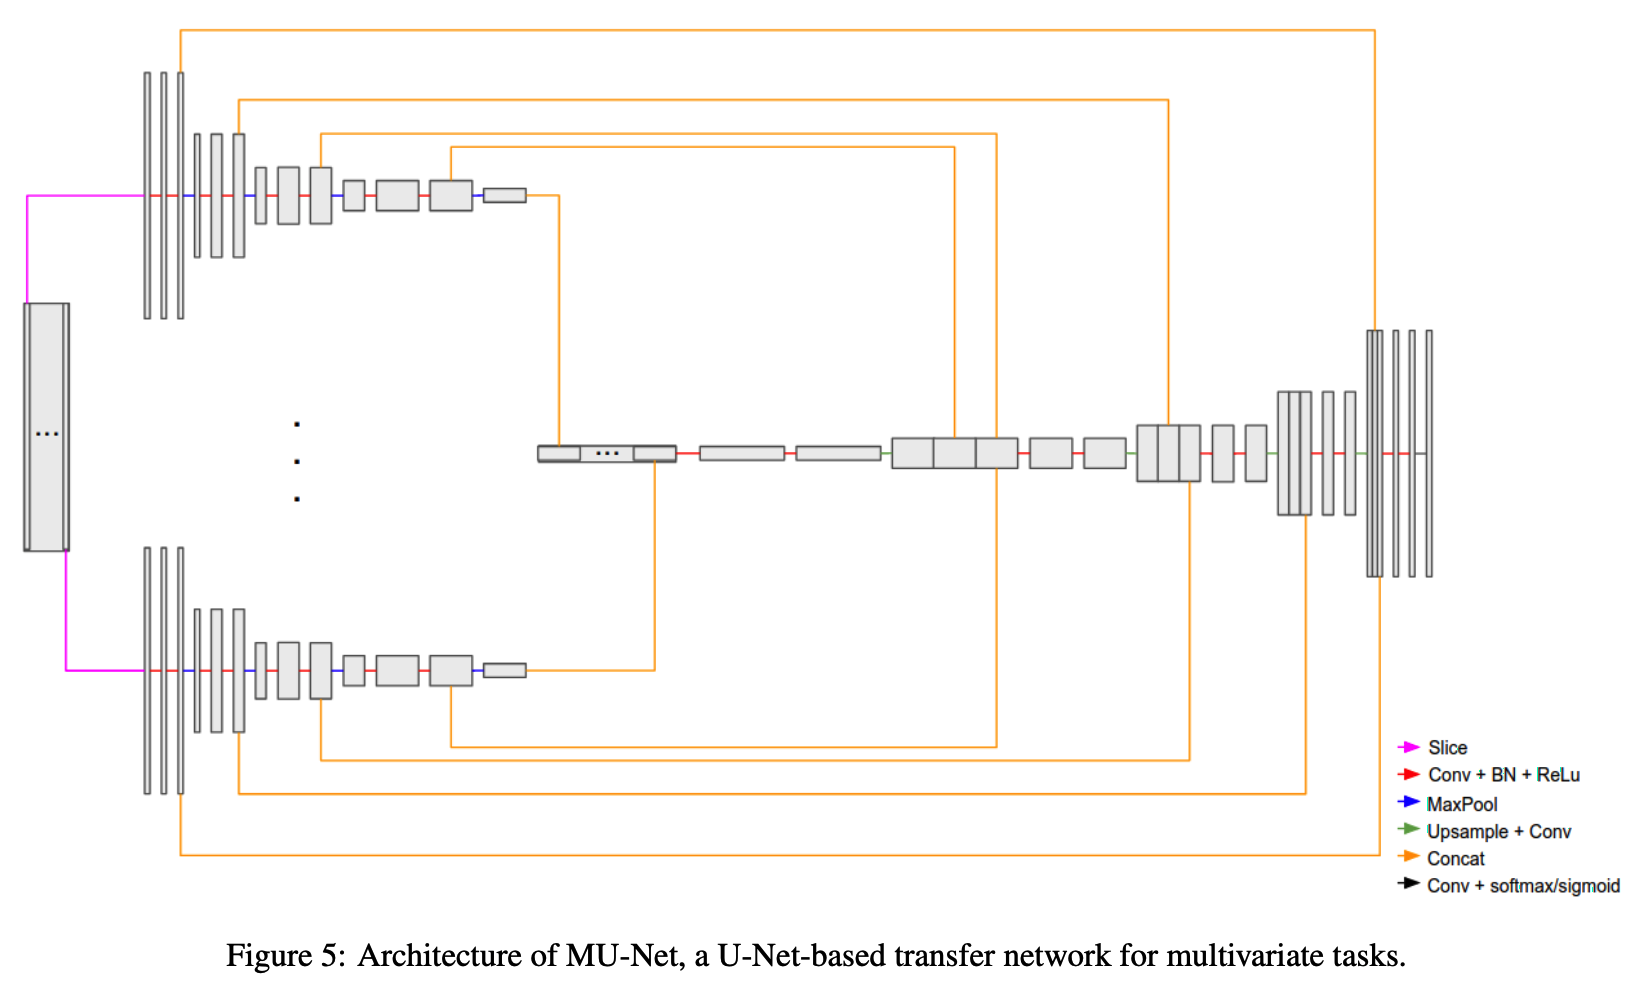 ...
...
Slice
Conv + BN + ReLu
MaxPool
Upsample + Conv
Concat
Conv + softmax/sigmoid
Figure 5: Architecture of MU-Net, a U-Net-based transfer network for multivariate tasks.